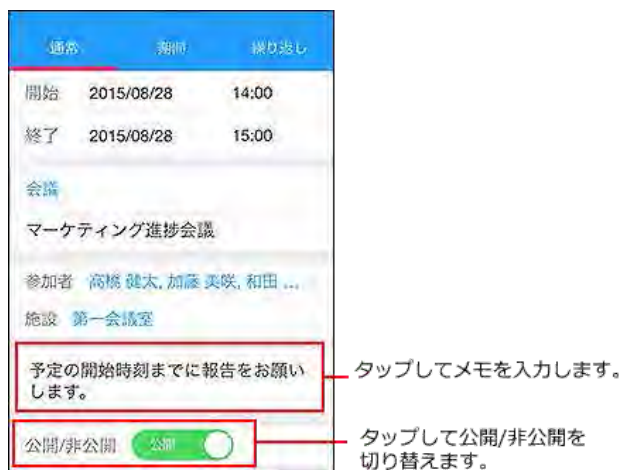 通常 期間 繰り返し
開始 2015/08/28 14:00
終了 2015/08/28 15:00
会議
マーケティング進捗会議
参加者 高橋 健太, 加藤 美咲, 和田 ...
施設 第一会議室
予定の開始時刻までに報告をお願い
します。
タップしてメモを入力します。
公開/非公開 公開
タップして公開/非公開を
切り替えます。